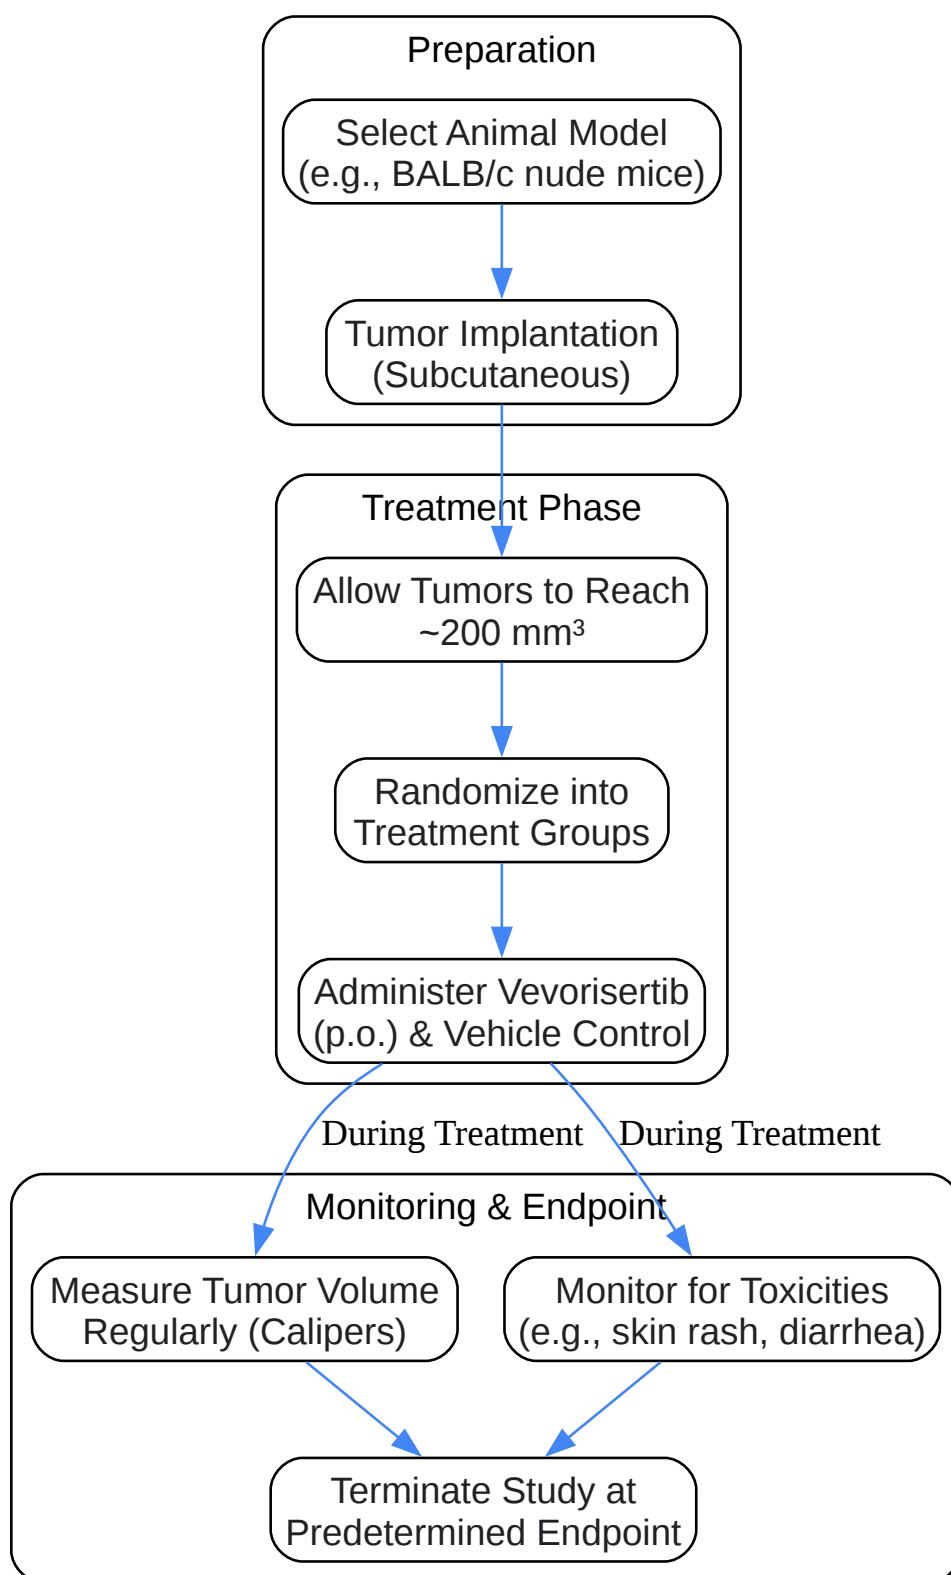 Preparation
Select Animal Model
(e.g., BALB/c nude mice)
Tumor Implantation
(Subcutaneous)
Treatment Phase
Allow Tumors to Reach
~200 mm³
Randomize into
Treatment Groups
Administer Vevorisertib
(p.o.) & Vehicle Control
During Treatment
During Treatment
Monitoring & Endpoint
Measure Tumor Volume
Regularly (Calipers)
Monitor for Toxicities
(e.g., skin rash, diarrhea)
Terminate Study at
Predetermined Endpoint